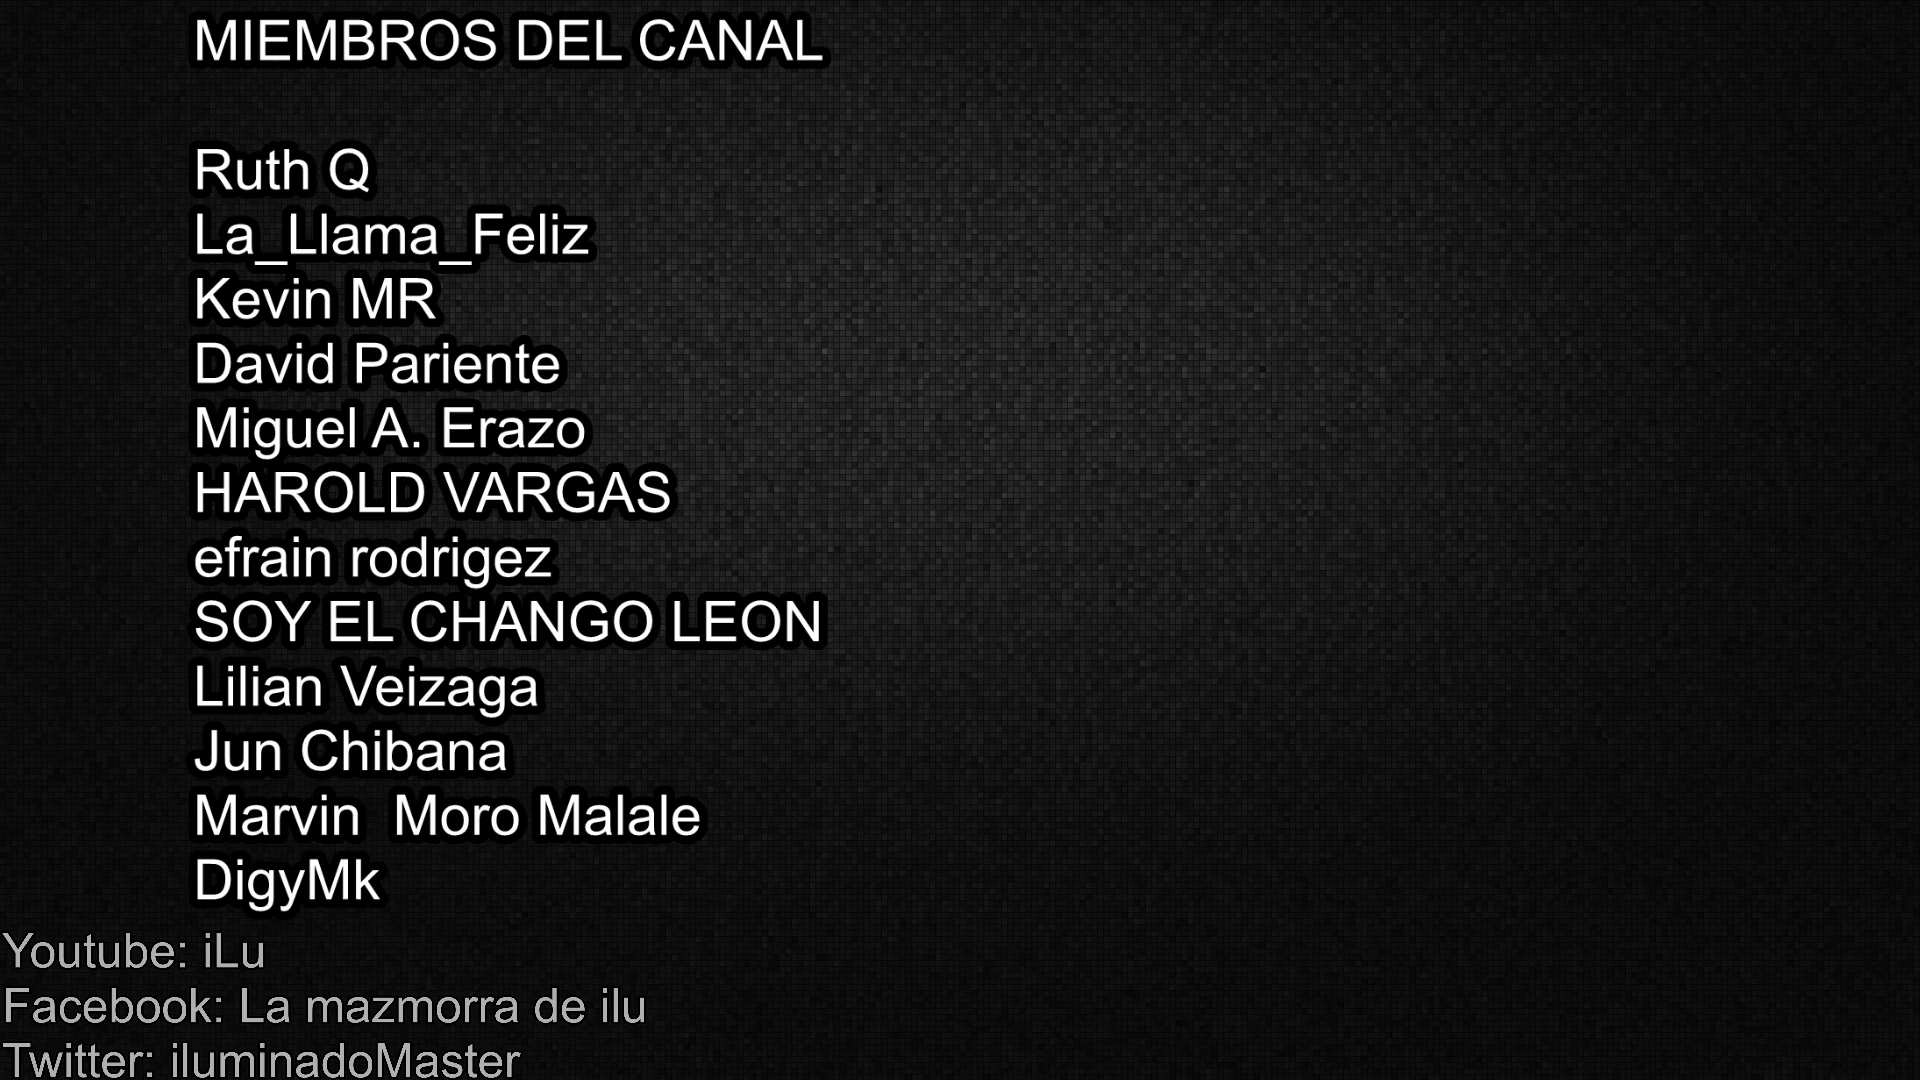 MIEMBROS DEL CANAL
Ruth Q
La_Llama_Feliz
Kevin MR
David Pariente
Miguel A. Erazo
HAROLD VARGAS
efrain rodrigez
SOY EL CHANGO LEON
Lilian Veizaga
Jun Chibana
Marvin  Moro Malale
DigyMk
Youtube: iLu
Facebook: La mazmorra de ilu
Twitter: iluminadoMaster